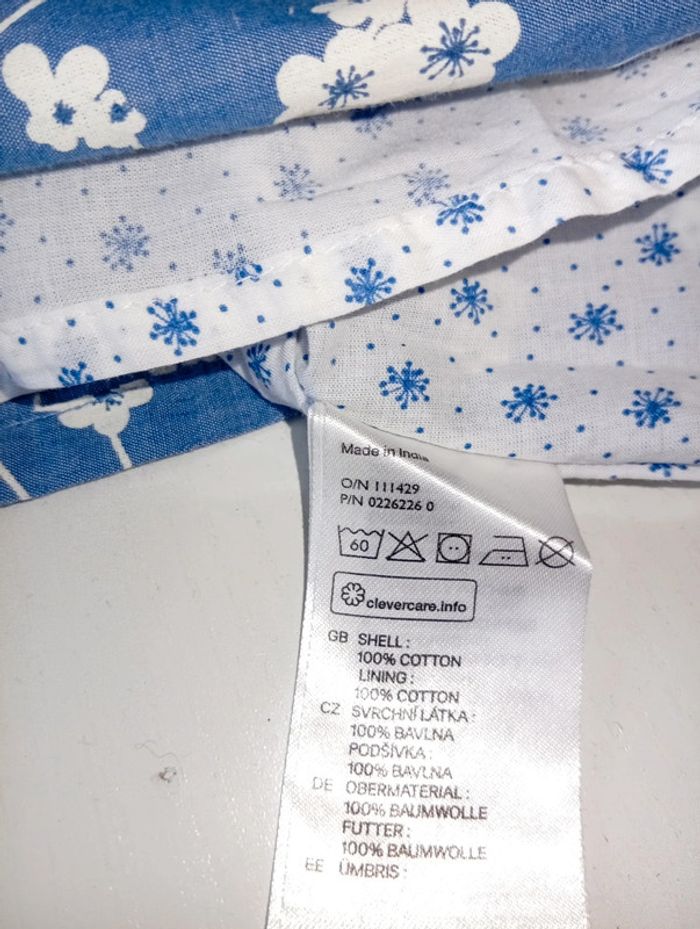 Made in India
O/N 111429
P/N 0226226 0
60
clevercare.info
GB SHELL:
100% COTTON
LINING:
100% COTTON
CZ SVRCHNÍ LÁTKA:
100% BAVLNA
PODŠÍVKA:
100% BAVLNA
DE OBERMATERIAL:
100% BAUMWOLLE
FUTTER:
100% BAUMWOLLE
EE ÜMBRIS: